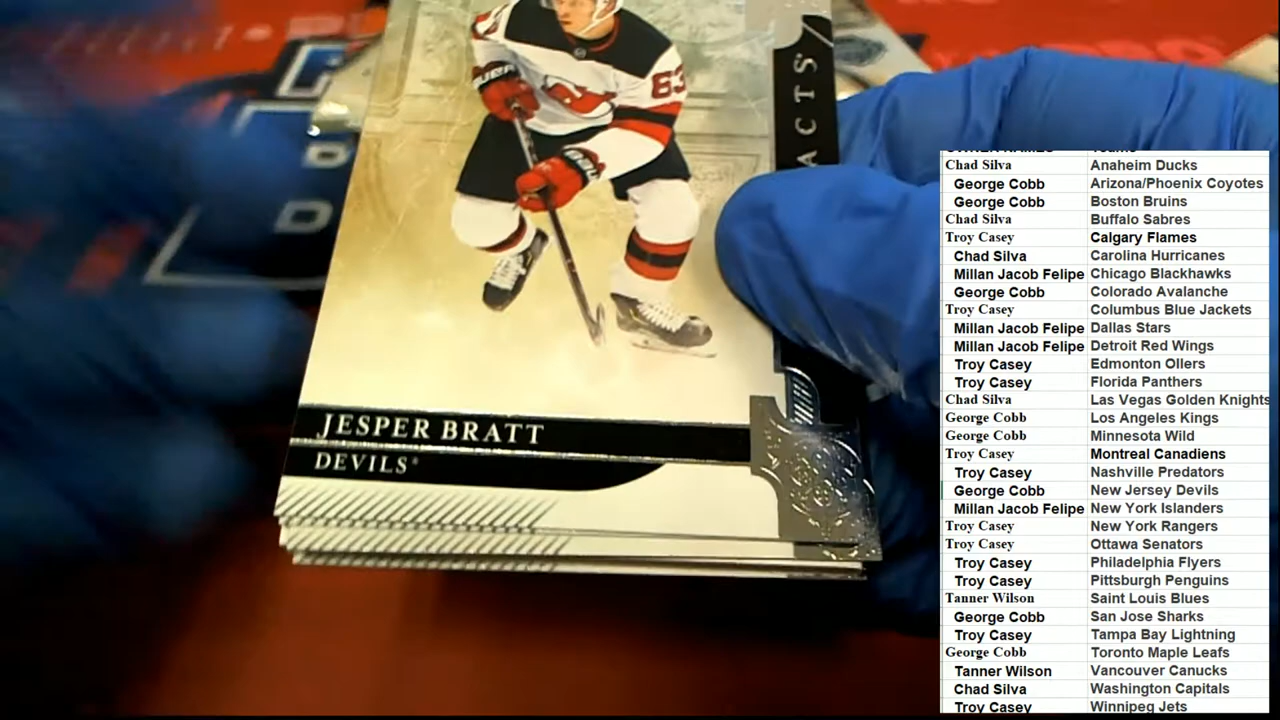 63
ACTS
JESPER BRATT
DEVILS
Chad Silva Anaheim Ducks
George Cobb Arizona/Phoenix Coyotes
George Cobb Boston Bruins
Chad Silva Buffalo Sabres
Troy Casey Calgary Flames
Chad Silva Carolina Hurricanes
Millan Jacob Felipe Chicago Blackhawks
George Cobb Colorado Avalanche
Troy Casey Columbus Blue Jackets
Millan Jacob Felipe Dallas Stars
Millan Jacob Felipe Detroit Red Wings
Troy Casey Edmonton Ollers
Troy Casey Florida Panthers
Chad Silva Las Vegas Golden Knights
George Cobb Los Angeles Kings
George Cobb Minnesota Wild
Troy Casey Montreal Canadiens
Troy Casey Nashville Predators
George Cobb New Jersey Devils
Millan Jacob Felipe New York Islanders
Troy Casey New York Rangers
Troy Casey Ottawa Senators
Troy Casey Philadelphia Flyers
Troy Casey Pittsburgh Penguins
Tanner Wilson Saint Louis Blues
George Cobb San Jose Sharks
Troy Casey Tampa Bay Lightning
George Cobb Toronto Maple Leafs
Tanner Wilson Vancouver Canucks
Chad Silva Washington Capitals
Troy Casey Winnipeg Jets